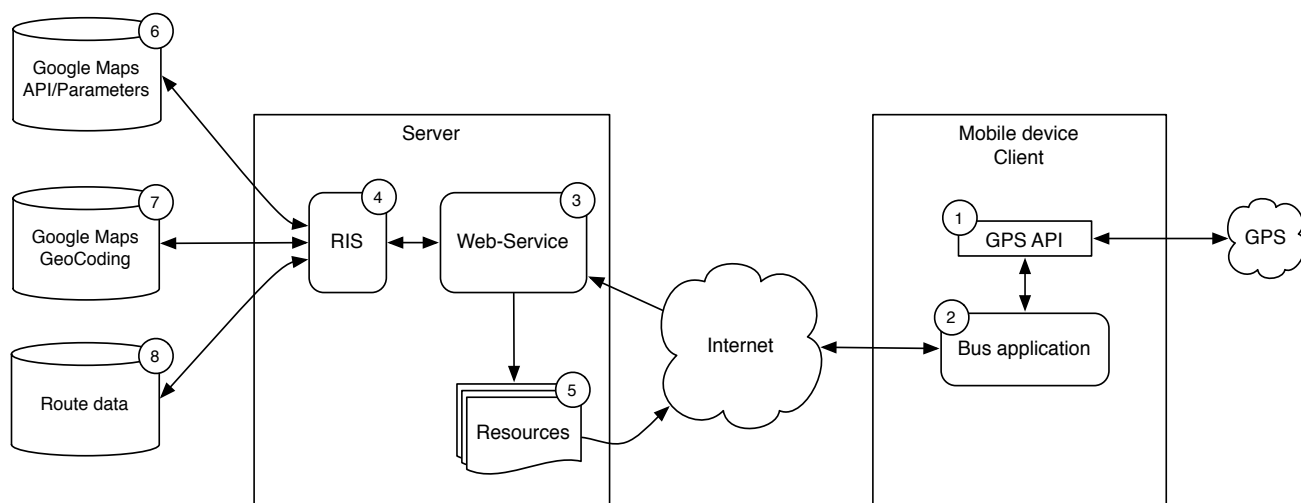 6
Google Maps
API/Parameters
7
Google Maps
GeoCoding
8
Route data
Server
4
RIS
3
Web-Service
5
Resources
Internet
Mobile device
Client
1
GPS API
2
Bus application
GPS